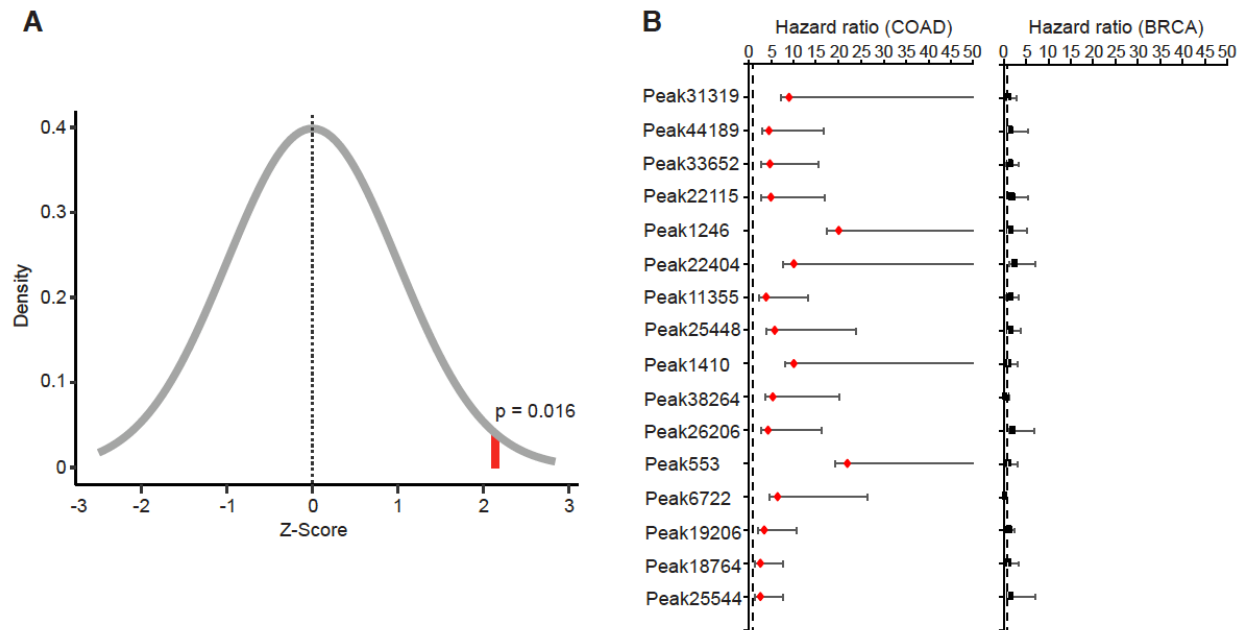 A
0.4
0.3
0.2
0.1
0
Density
p = 0.016
-3 -2 -1 0 1 2 3
Z-Score
B
Hazard ratio (COAD) Hazard ratio (BRCA)
0 5 10 15 20 25 30 35 40 50 0 5 10 15 20 25 30 35 40 45 50
Peak31319
Peak44189
Peak33652
Peak22115
Peak1246
Peak22404
Peak11355
Peak25448
Peak1410
Peak38264
Peak26206
Peak553
Peak6722
Peak19206
Peak18764
Peak25544